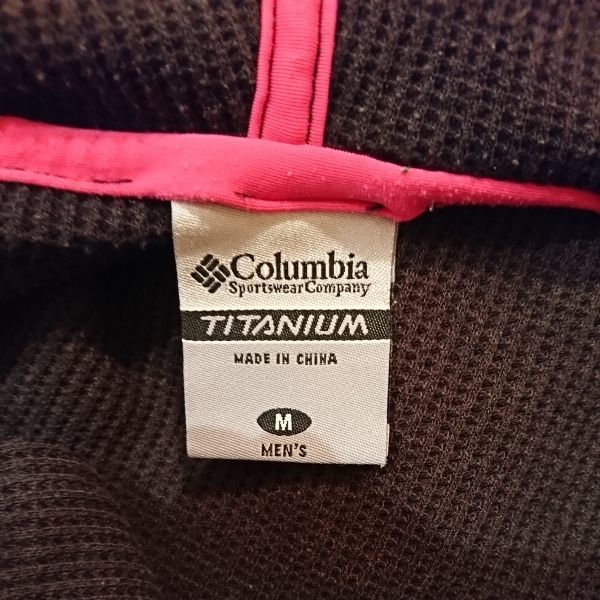 Columbia
Sportswear Company
TITANIUM
MADE IN CHINA
M
MEN'S